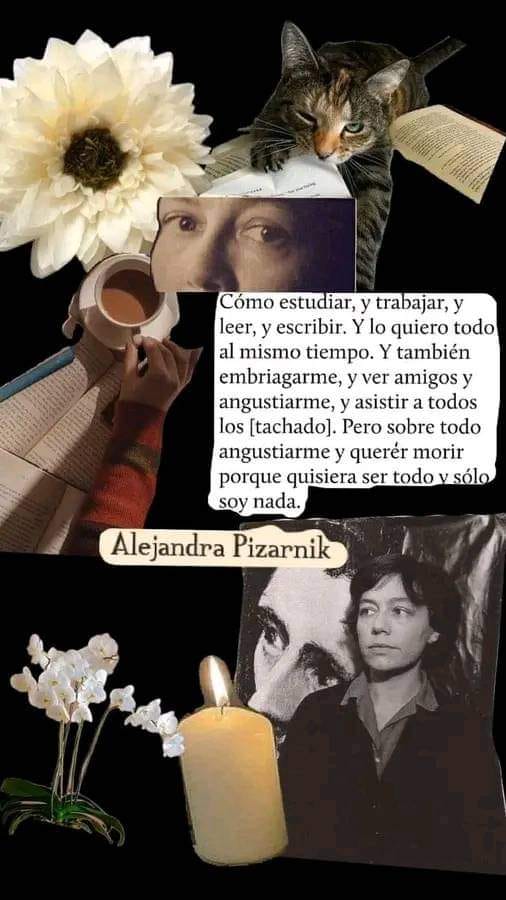 Cómo estudiar, y trabajar, y
leer, y escribir. Y lo quiero todo
al mismo tiempo. Y también
embriagarme, y ver amigos y
angustiarme, y asistir a todos
los [tachado]. Pero sobre todo
angustiarme y querér morir
porque quisiera ser todo y sólo
soy nada.
Alejandra Pizarnik